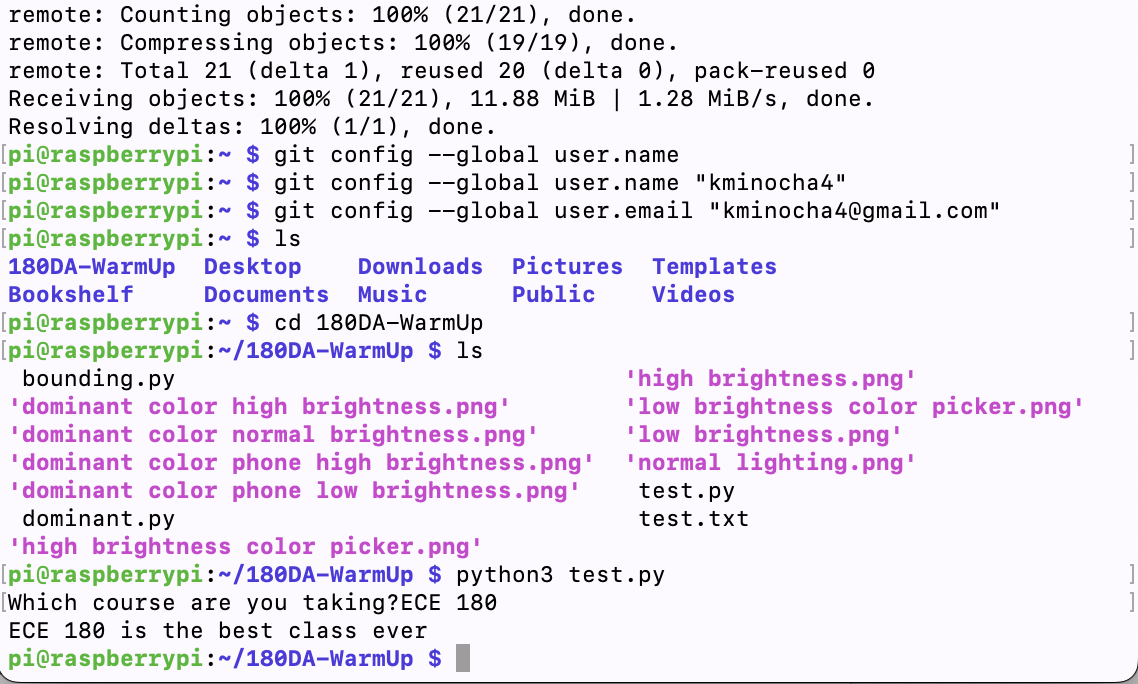 remote: Counting objects: 100% (21/21), done.
remote: Compressing objects: 100% (19/19), done.
remote: Total 21 (delta 1), reused 20 (delta 0), pack-reused 0
Receiving objects: 100% (21/21), 11.88 MiB | 1.28 MiB/s, done.
Resolving deltas: 100% (1/1), done.
[pi@raspberrypi:~ $ git config --global user.name ]
[pi@raspberrypi:~ $ git config --global user.name "kminocha4" ]
[pi@raspberrypi:~ $ git config --global user.email "kminocha4@gmail.com" ]
[pi@raspberrypi:~ $ ls ]
180DA-WarmUp  Desktop    Downloads  Pictures  Templates
Bookshelf     Documents  Music      Public    Videos
[pi@raspberrypi:~ $ cd 180DA-WarmUp ]
[pi@raspberrypi:~/180DA-WarmUp $ ls ]
 bounding.py                                'high brightness.png'
'dominant color high brightness.png'        'low brightness color picker.png'
'dominant color normal brightness.png'      'low brightness.png'
'dominant color phone high brightness.png'  'normal lighting.png'
'dominant color phone low brightness.png'    test.py
 dominant.py                                 test.txt
'high brightness color picker.png'
[pi@raspberrypi:~/180DA-WarmUp $ python3 test.py ]
[Which course are you taking?ECE 180 ]
ECE 180 is the best class ever
pi@raspberrypi:~/180DA-WarmUp $